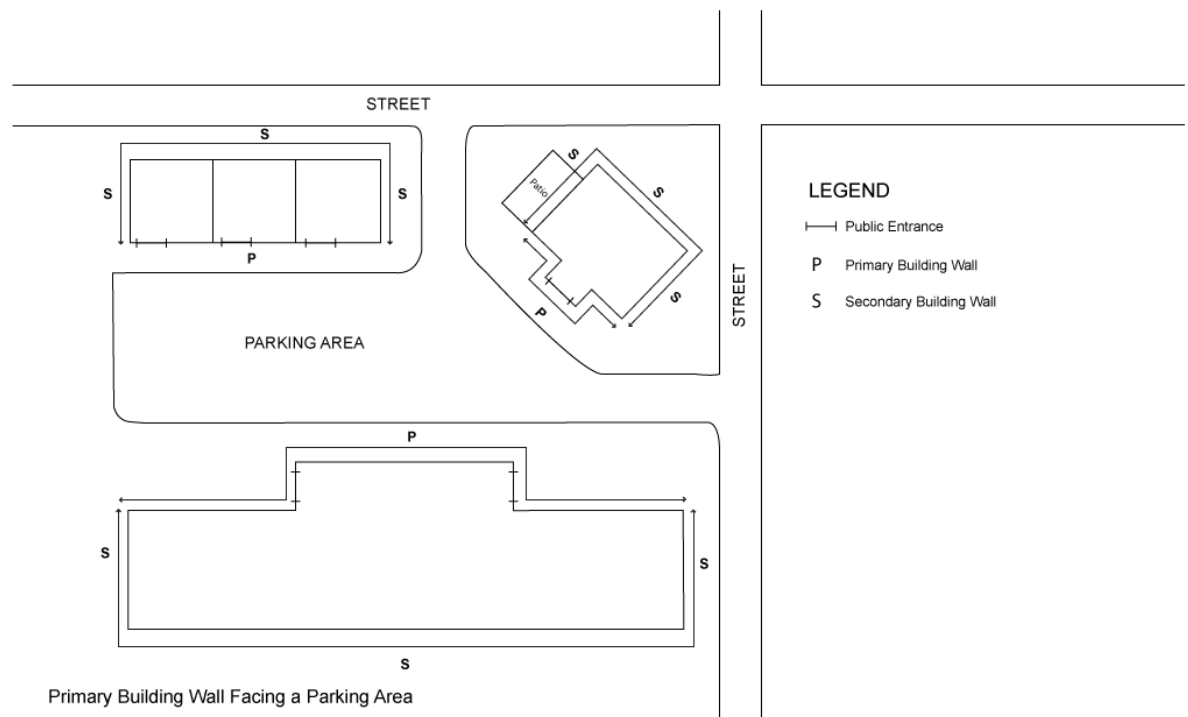 STREET
S
S
S
P
S
Patio
S
S
P
STREET
LEGEND
Public Entrance
P Primary Building Wall
S Secondary Building Wall
PARKING AREA
P
S
S
S
Primary Building Wall Facing a Parking Area